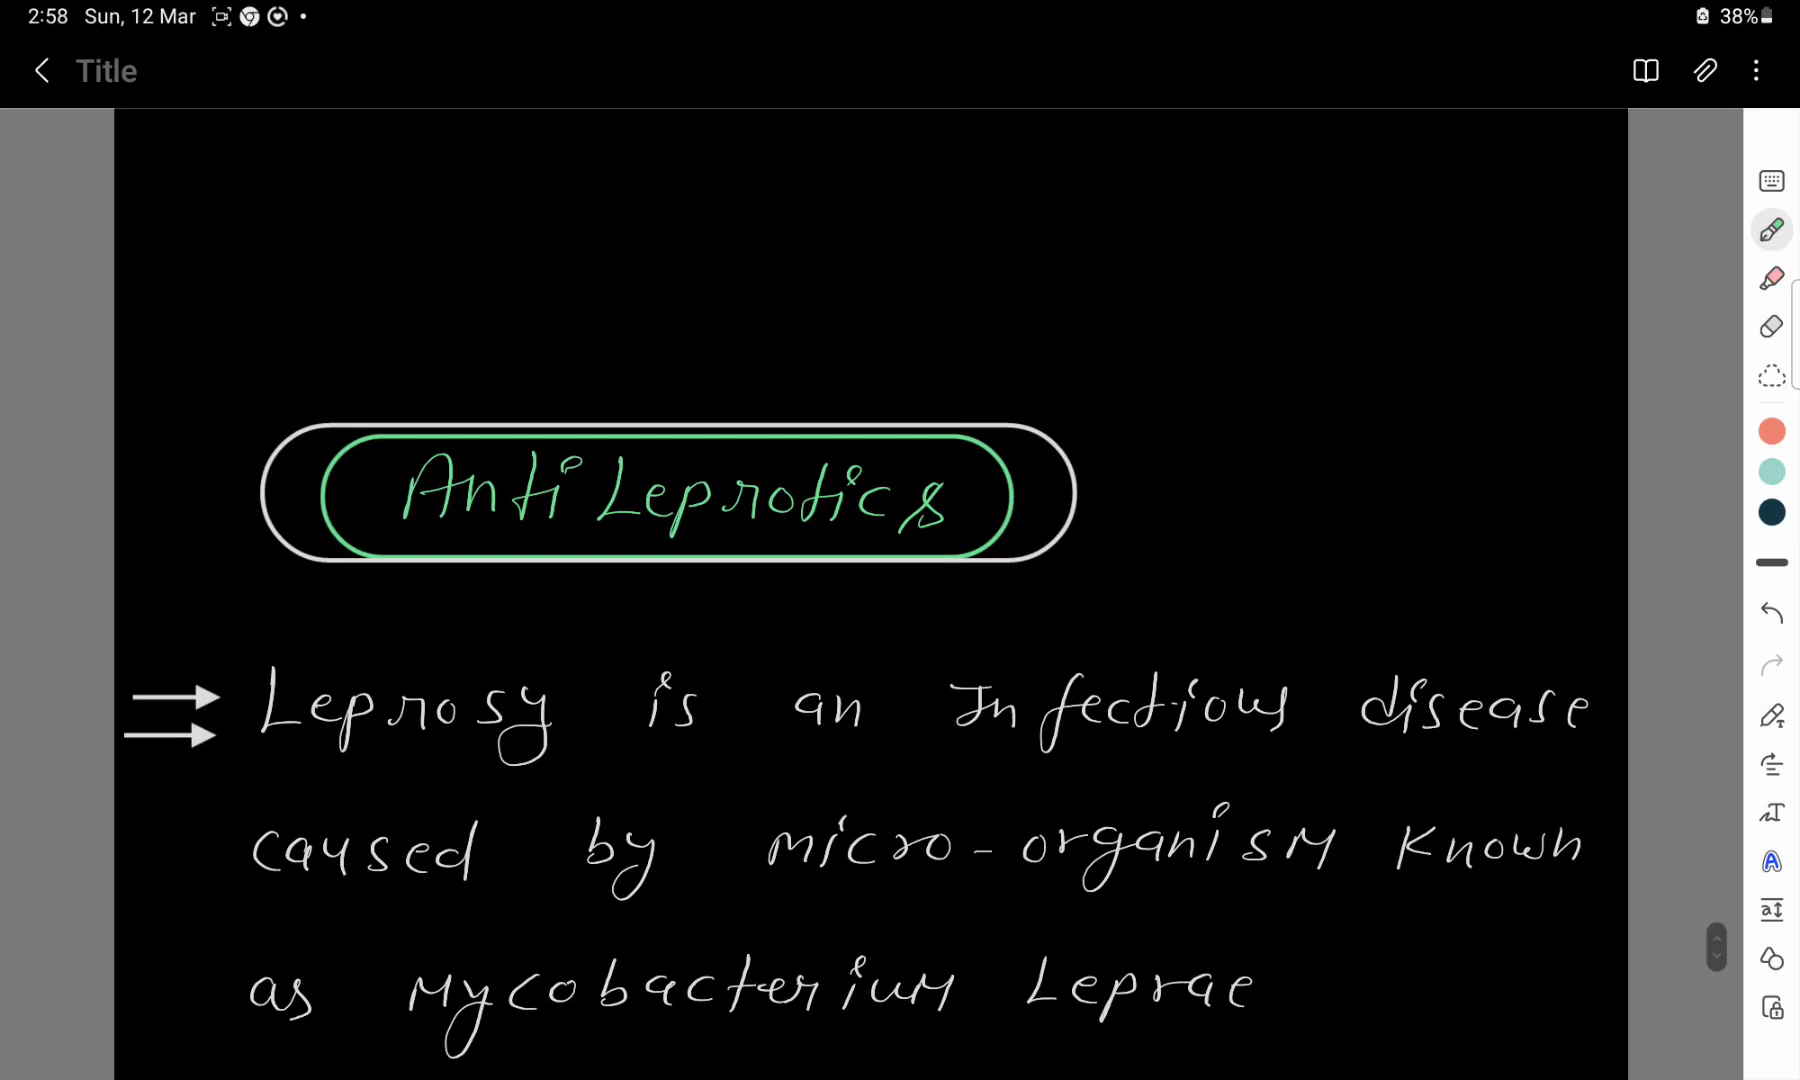 2:58 Sun, 12 Mar
38%
Title
Anti Leprotics
Leprosy is an Infectious disease
caused by micro-organism known
as Mycobacterium Leprae